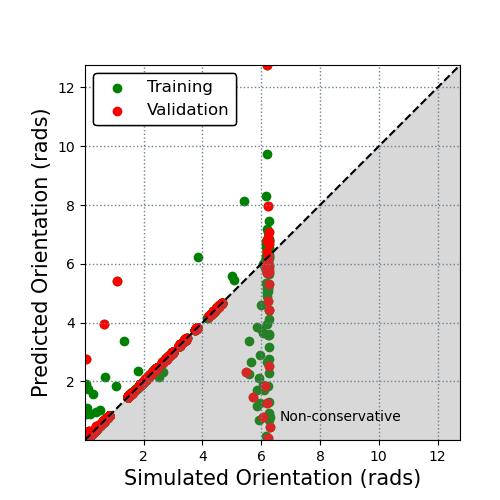 Training
Validation
Predicted Orientation (rads)
12
10
8
6
4
2
Non-conservative
2 4 6 8 10 12
Simulated Orientation (rads)